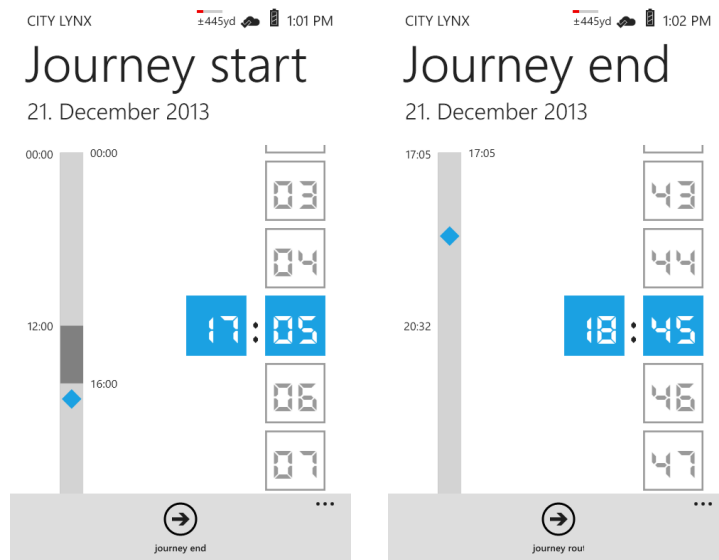 CITY LYNX ±445yd 1:01 PM
Journey start
21. December 2013
00:00 00:00
03
04
12:00
17:05
16:00
06
07
journey end
CITY LYNX ±445yd 1:02 PM
Journey end
21. December 2013
17:05 17:05
43
44
20:32
18:45
46
47
journey rou